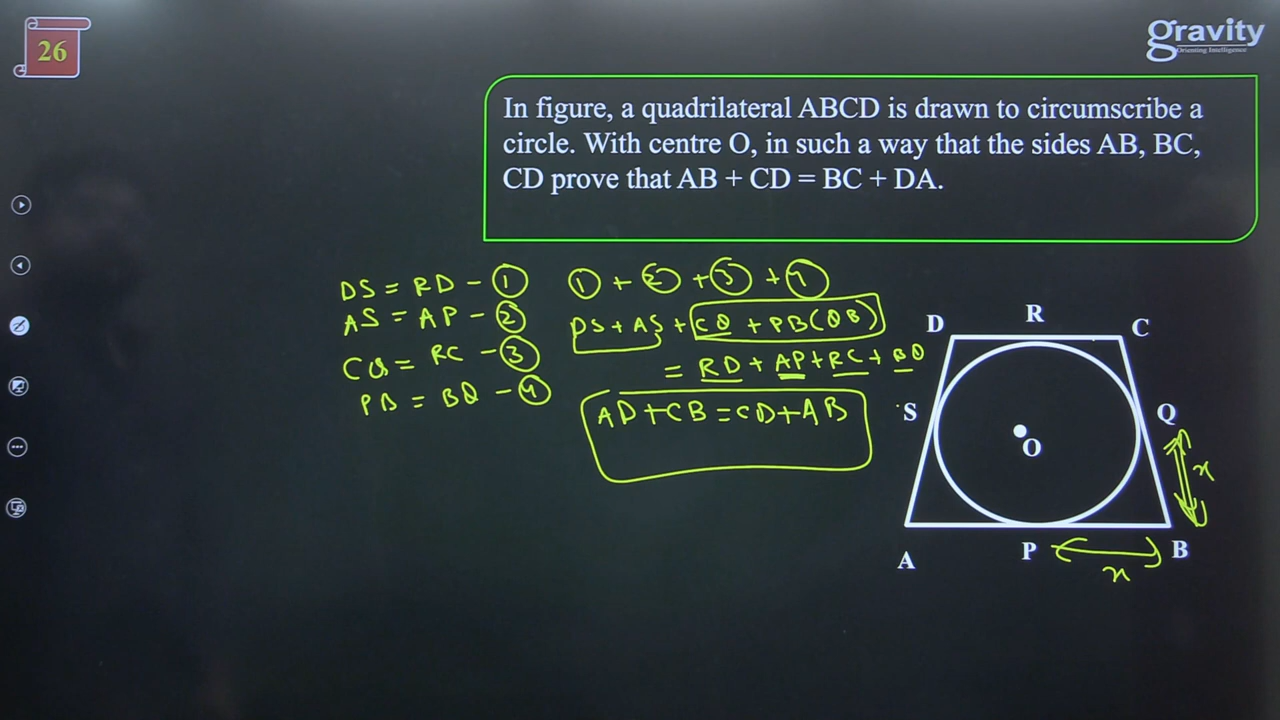 26
gravity
Orienting Intelligence
In figure, a quadrilateral ABCD is drawn to circumscribe a
circle. With centre O, in such a way that the sides AB, BC,
CD prove that AB + CD = BC + DA.
DS = RD - ①
AS = AP - ②
CQ = RC - ③
PB = BQ - ④
① + ② + ③ + ④
DS + AS + CQ + PB(QB)
= RD + AP + RC + BQ
AD + CB = CD + AB
D R C
S Q
O
x
A P B
x